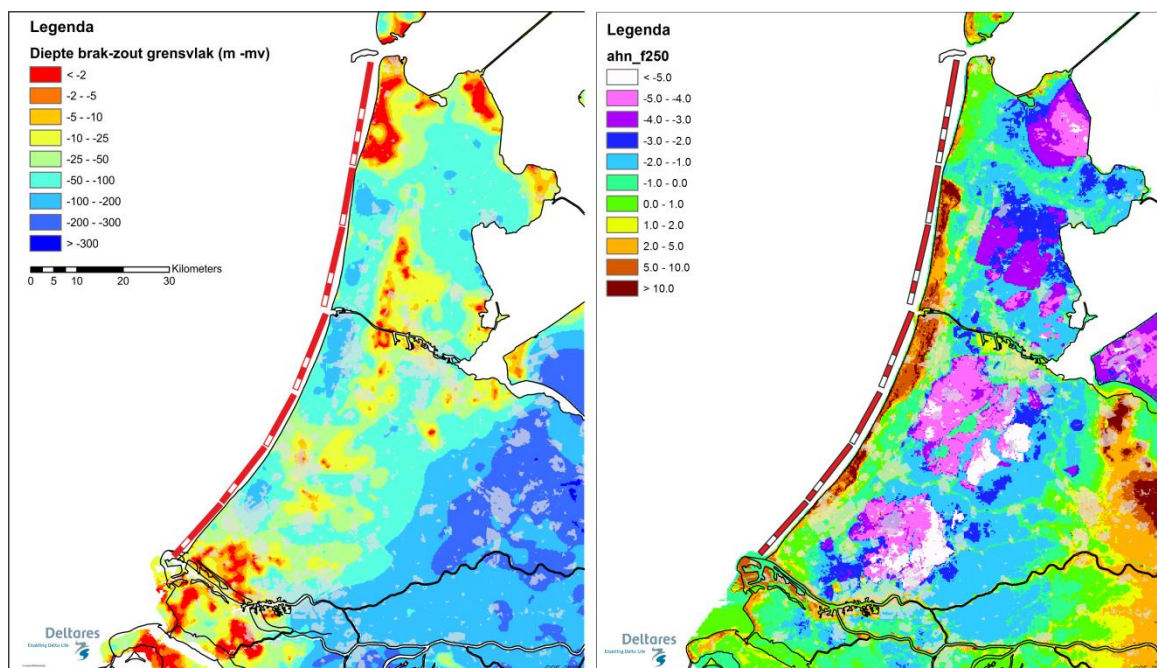 Legenda
Diepte brak-zout grensvlak (m -mv)
< -2
-2 - -5
-5 - -10
-10 - -25
-25 - -50
-50 - -100
-100 - -200
-200 - -300
> -300
Kilometers
0 5 10 20 30
Deltares
Enabling Delta Life
Legenda
ahn_f250
< -5.0
-5.0 - -4.0
-4.0 - -3.0
-3.0 - -2.0
-2.0 - -1.0
-1.0 - 0.0
0.0 - 1.0
1.0 - 2.0
2.0 - 5.0
5.0 - 10.0
> 10.0
Deltares
Enabling Delta Life